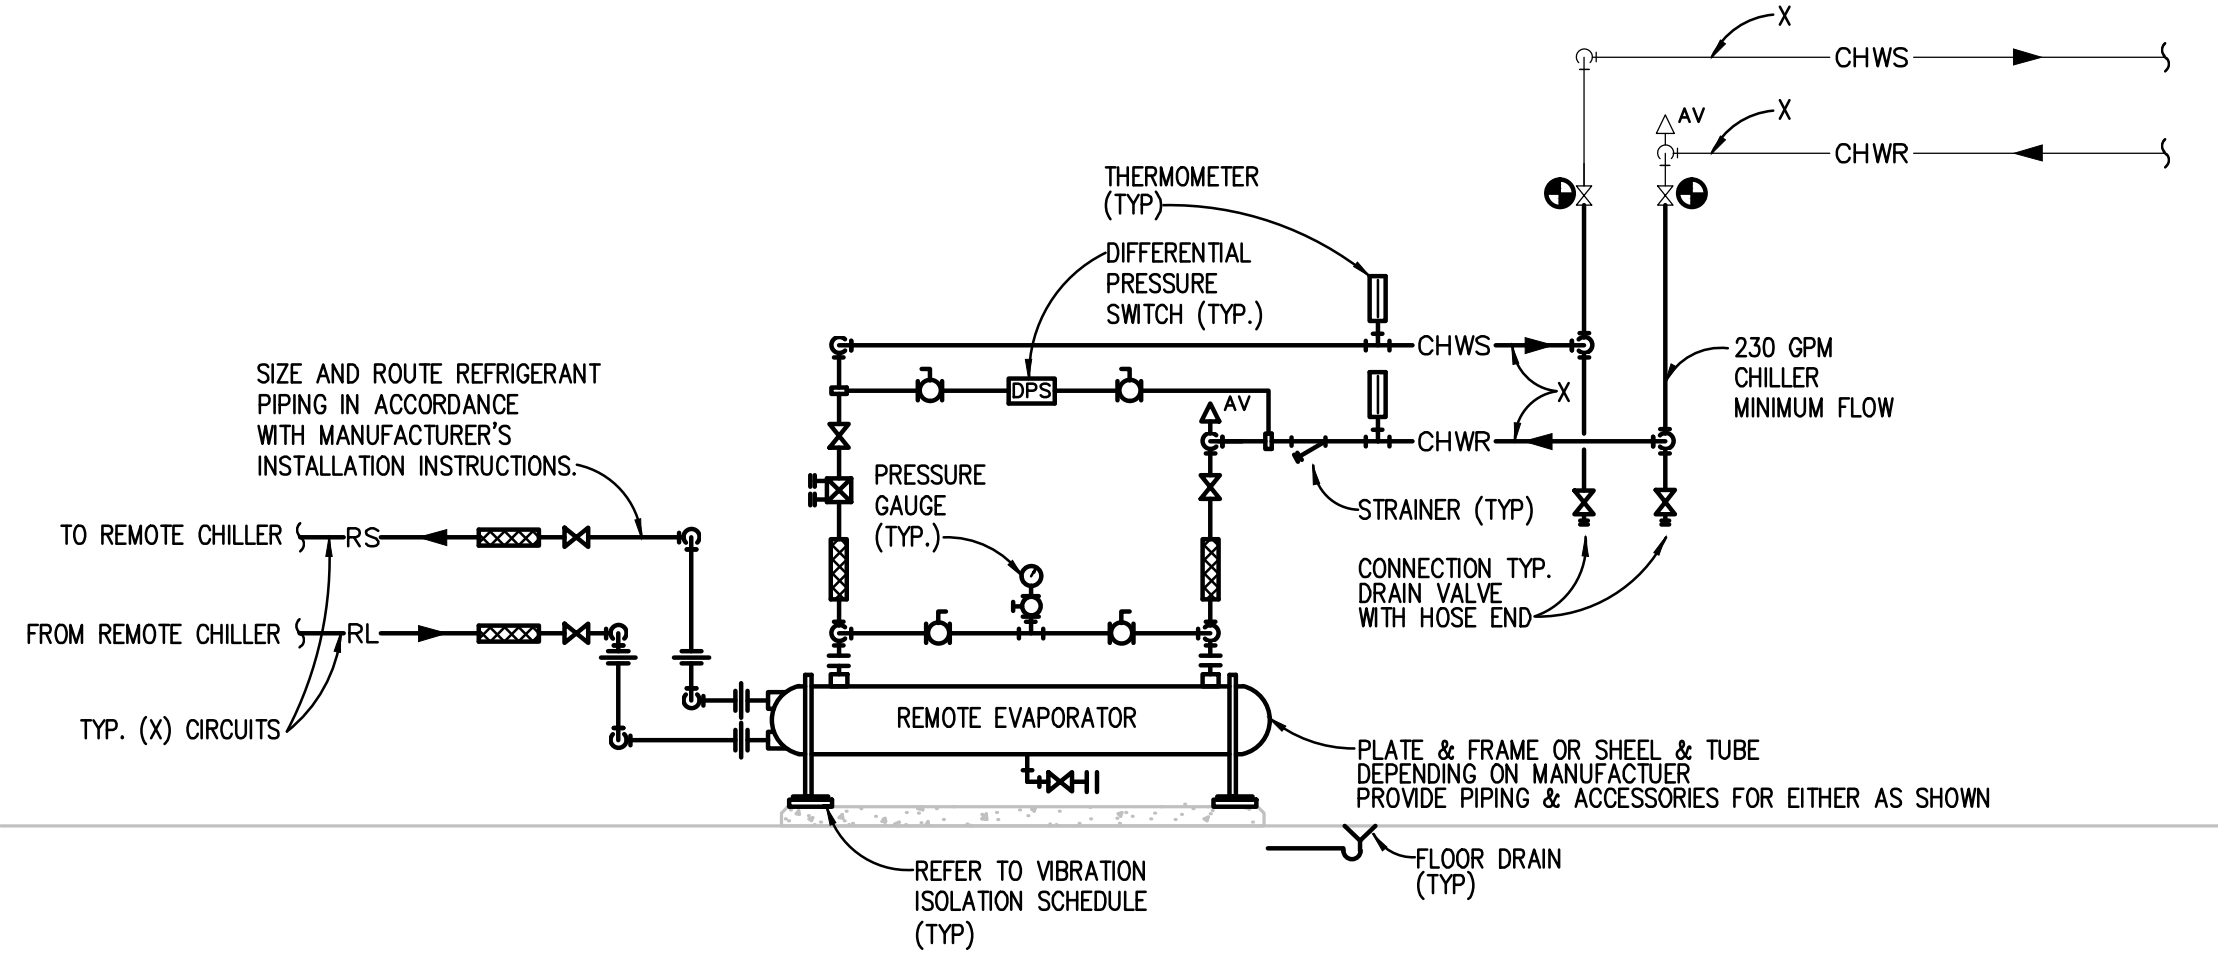 X
CHWS
X
AV
CHWR
THERMOMETER
(TYP)
DIFFERENTIAL
PRESSURE
SWITCH (TYP.)
CHWS
230 GPM
CHILLER
MINIMUM FLOW
SIZE AND ROUTE REFRIGERANT
PIPING IN ACCORDANCE
WITH MANUFACTURER'S
INSTALLATION INSTRUCTIONS.
DPS
X
AV
CHWR
PRESSURE
GAUGE
(TYP.)
STRAINER (TYP)
TO REMOTE CHILLER
RS
CONNECTION TYP.
DRAIN VALVE
WITH HOSE END
FROM REMOTE CHILLER
RL
TYP. (X) CIRCUITS
REMOTE EVAPORATOR
PLATE & FRAME OR SHEEL & TUBE
DEPENDING ON MANUFACTUER
PROVIDE PIPING & ACCESSORIES FOR EITHER AS SHOWN
REFER TO VIBRATION
ISOLATION SCHEDULE
(TYP)
FLOOR DRAIN
(TYP)